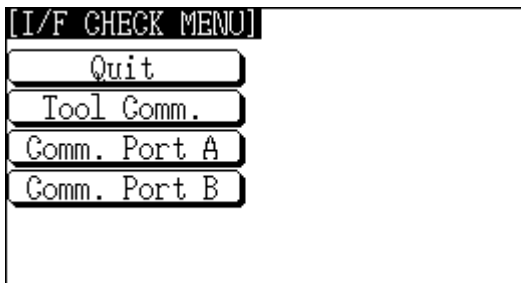 [I/F CHECK MENU]
Quit
Tool Comm.
Comm. Port A
Comm. Port B